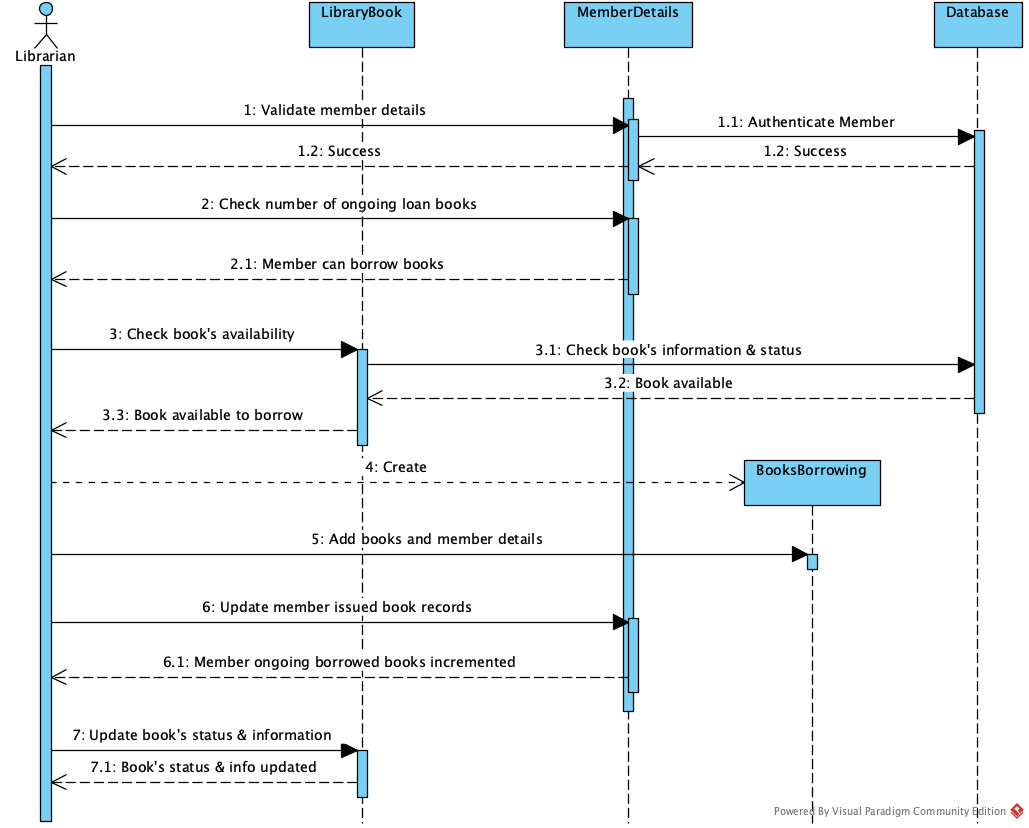 LibraryBook
MemberDetails
Database
Librarian
1: Validate member details
1.1: Authenticate Member
1.2: Success
1.2: Success
2: Check number of ongoing loan books
2.1: Member can borrow books
3: Check book's availability
3.1: Check book's information & status
3.2: Book available
3.3: Book available to borrow
4: Create
BooksBorrowing
5: Add books and member details
6: Update member issued book records
6.1: Member ongoing borrowed books incremented
7: Update book's status & information
7.1: Book's status & info updated
Powered By Visual Paradigm Community Edition